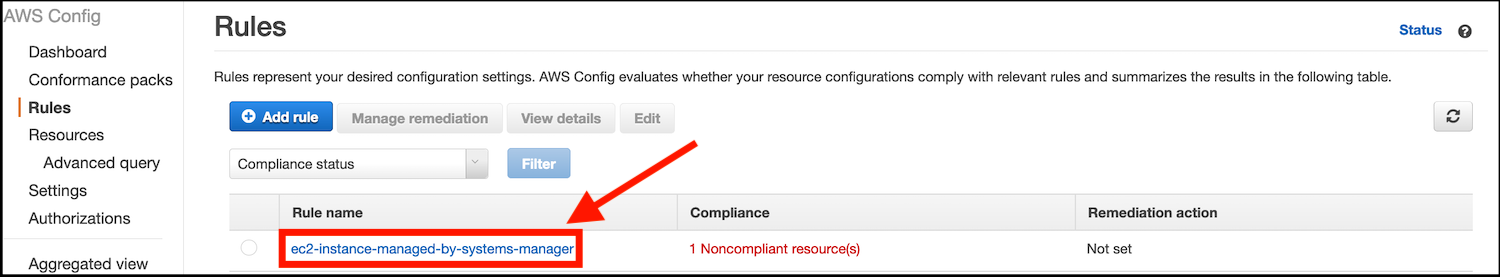 AWS Config
Dashboard
Conformance packs
Rules
Resources
Advanced query
Settings
Authorizations
Aggregated view
Rules
Status
Rules represent your desired configuration settings. AWS Config evaluates whether your resource configurations comply with relevant rules and summarizes the results in the following table.
Add rule
Manage remediation
View details
Edit
Compliance status
Filter
Rule name
Compliance
Remediation action
ec2-instance-managed-by-systems-manager
1 Noncompliant resource(s)
Not set